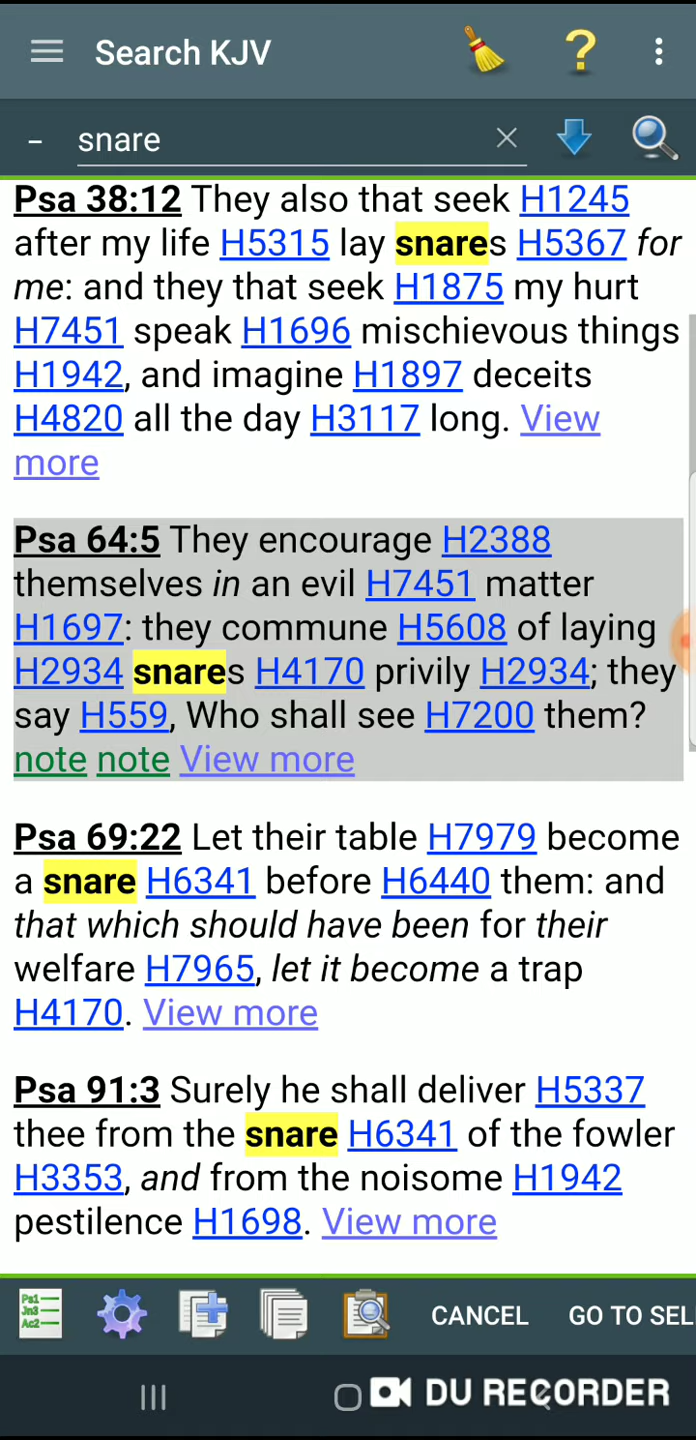 Search KJV
?
- snare
Psa 38:12 They also that seek H1245
after my life H5315 lay snares H5367 for
me: and they that seek H1875 my hurt
H7451 speak H1696 mischievous things
H1942, and imagine H1897 deceits
H4820 all the day H3117 long. View
more
Psa 64:5 They encourage H2388
themselves in an evil H7451 matter
H1697: they commune H5608 of laying
H2934 snares H4170 privily H2934; they
say H559, Who shall see H7200 them?
note note View more
Psa 69:22 Let their table H7979 become
a snare H6341 before H6440 them: and
that which should have been for their
welfare H7965, let it become a trap
H4170. View more
Psa 91:3 Surely he shall deliver H5337
thee from the snare H6341 of the fowler
H3353, and from the noisome H1942
pestilence H1698. View more
Ps1
Jn3
Ac2
CANCEL GO TO SEL
DU RECORDER